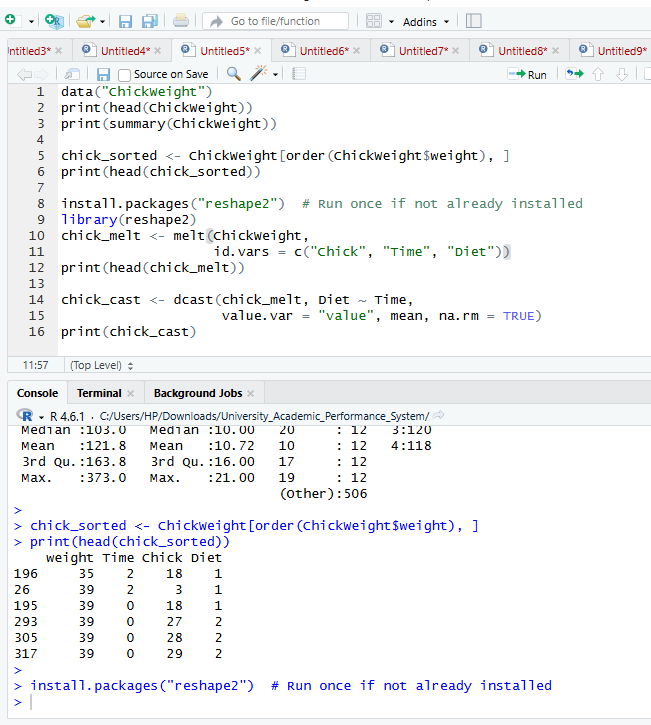 Go to file/function
Addins
Intitled3*
Untitled4*
Untitled5*
Untitled6*
Untitled7*
Untitled8*
Untitled9*
Source on Save
Run
1 data("ChickWeight")
2 print(head(ChickWeight))
3 print(summary(ChickWeight))
4
5 chick_sorted <- ChickWeight[order(ChickWeight$weight), ]
6 print(head(chick_sorted))
7
8 install.packages("reshape2")  # Run once if not already installed
9 library(reshape2)
10 chick_melt <- melt(ChickWeight,
11                    id.vars = c("Chick", "Time", "Diet"))
12 print(head(chick_melt))
13
14 chick_cast <- dcast(chick_melt, Diet ~ Time,
15                     value.var = "value", mean, na.rm = TRUE)
16 print(chick_cast)
11:57 (Top Level)
Console Terminal Background Jobs
R 4.6.1 · C:/Users/HP/Downloads/University_Academic_Performance_System/
Median :103.0   Median :10.00   20     : 12   3:120
Mean   :121.8   Mean   :10.72   10     : 12   4:118
3rd Qu.:163.8   3rd Qu.:16.00   17     : 12
Max.   :373.0   Max.   :21.00   19     : 12
(Other):506
>
> chick_sorted <- ChickWeight[order(ChickWeight$weight), ]
> print(head(chick_sorted))
    weight Time Chick Diet
196     35    2    18    1
26      39    2     3    1
195     39    0    18    1
293     39    0    27    2
305     39    0    28    2
317     39    0    29    2
>
> install.packages("reshape2")  # Run once if not already installed
>